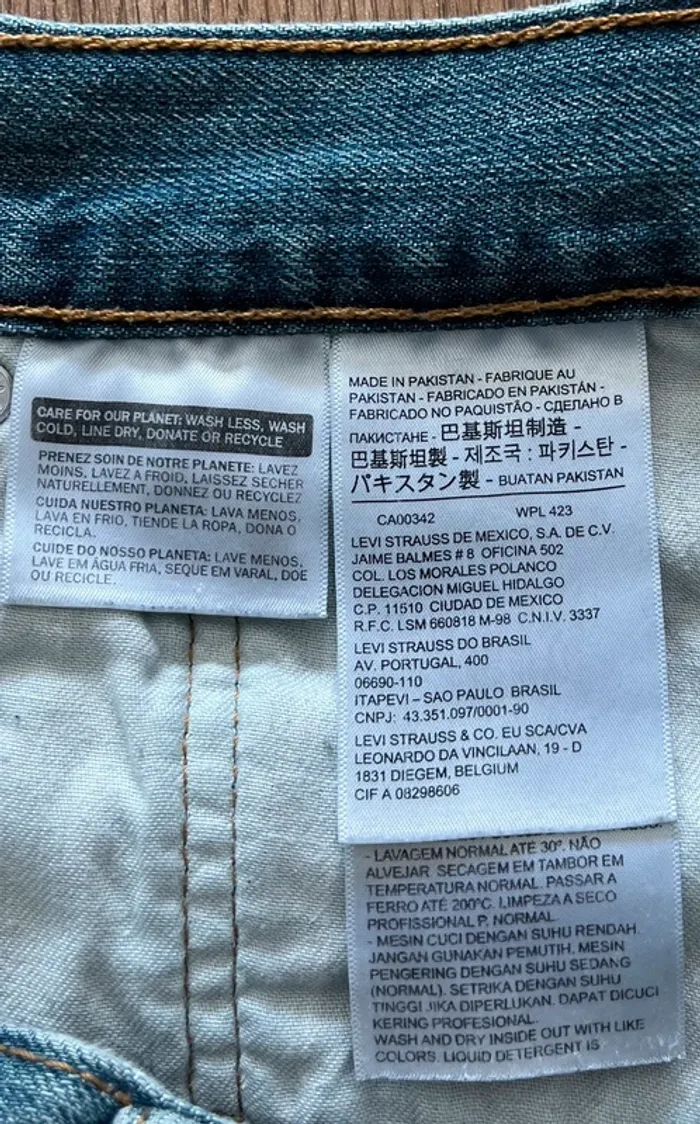 CARE FOR OUR PLANET: WASH LESS, WASH
COLD, LINE DRY, DONATE OR RECYCLE
PRENEZ SOIN DE NOTRE PLANETE: LAVEZ
MOINS, LAVEZ A FROID, LAISSEZ SECHER
NATURELLEMENT, DONNEZ OU RECYCLEZ
CUIDA NUESTRO PLANETA: LAVA MENOS,
LAVA EN FRIO, TIENDE LA ROPA, DONA O
RECICLA.
CUIDE DO NOSSO PLANETA: LAVE MENOS,
LAVE EM ÁGUA FRIA, SEQUE EM VARAL, DOE
OU RECICLE.
MADE IN PAKISTAN - FABRIQUE AU
PAKISTAN - FABRICADO EN PAKISTÁN -
FABRICADO NO PAQUISTÃO - СДЕЛАНО В
ПАКИСТАНЕ - 巴基斯坦制造 -
巴基斯坦製 - 제조국 : 파키스탄 -
パキスタン製 - BUATAN PAKISTAN
CA00342 WPL 423
LEVI STRAUSS DE MEXICO, S.A. DE C.V.
JAIME BALMES # 8 OFICINA 502
COL. LOS MORALES POLANCO
DELEGACION MIGUEL HIDALGO
C.P. 11510 CIUDAD DE MEXICO
R.F.C. LSM 660818 M-98 C.N.I.V. 3337
LEVI STRAUSS DO BRASIL
AV. PORTUGAL, 400
06690-110
ITAPEVI – SAO PAULO BRASIL
CNPJ: 43.351.097/0001-90
LEVI STRAUSS & CO. EU SCA/CVA
LEONARDO DA VINCILAAN, 19 - D
1831 DIEGEM, BELGIUM
CIF A 08298606
- LAVAGEM NORMAL ATÉ 30°. NÃO
ALVEJAR. SECAGEM EM TAMBOR EM
TEMPERATURA NORMAL. PASSAR A
FERRO ATÉ 200°C. LIMPEZA A SECO
PROFISSIONAL P. NORMAL.
- MESIN CUCI DENGAN SUHU RENDAH.
JANGAN GUNAKAN PEMUTIH. MESIN
PENGERING DENGAN SUHU SEDANG
(NORMAL). SETRIKA DENGAN SUHU
TINGGI JIKA DIPERLUKAN. DAPAT DICUCI
KERING PROFESIONAL.
WASH AND DRY INSIDE OUT WITH LIKE
COLORS. LIQUID DETERGENT IS